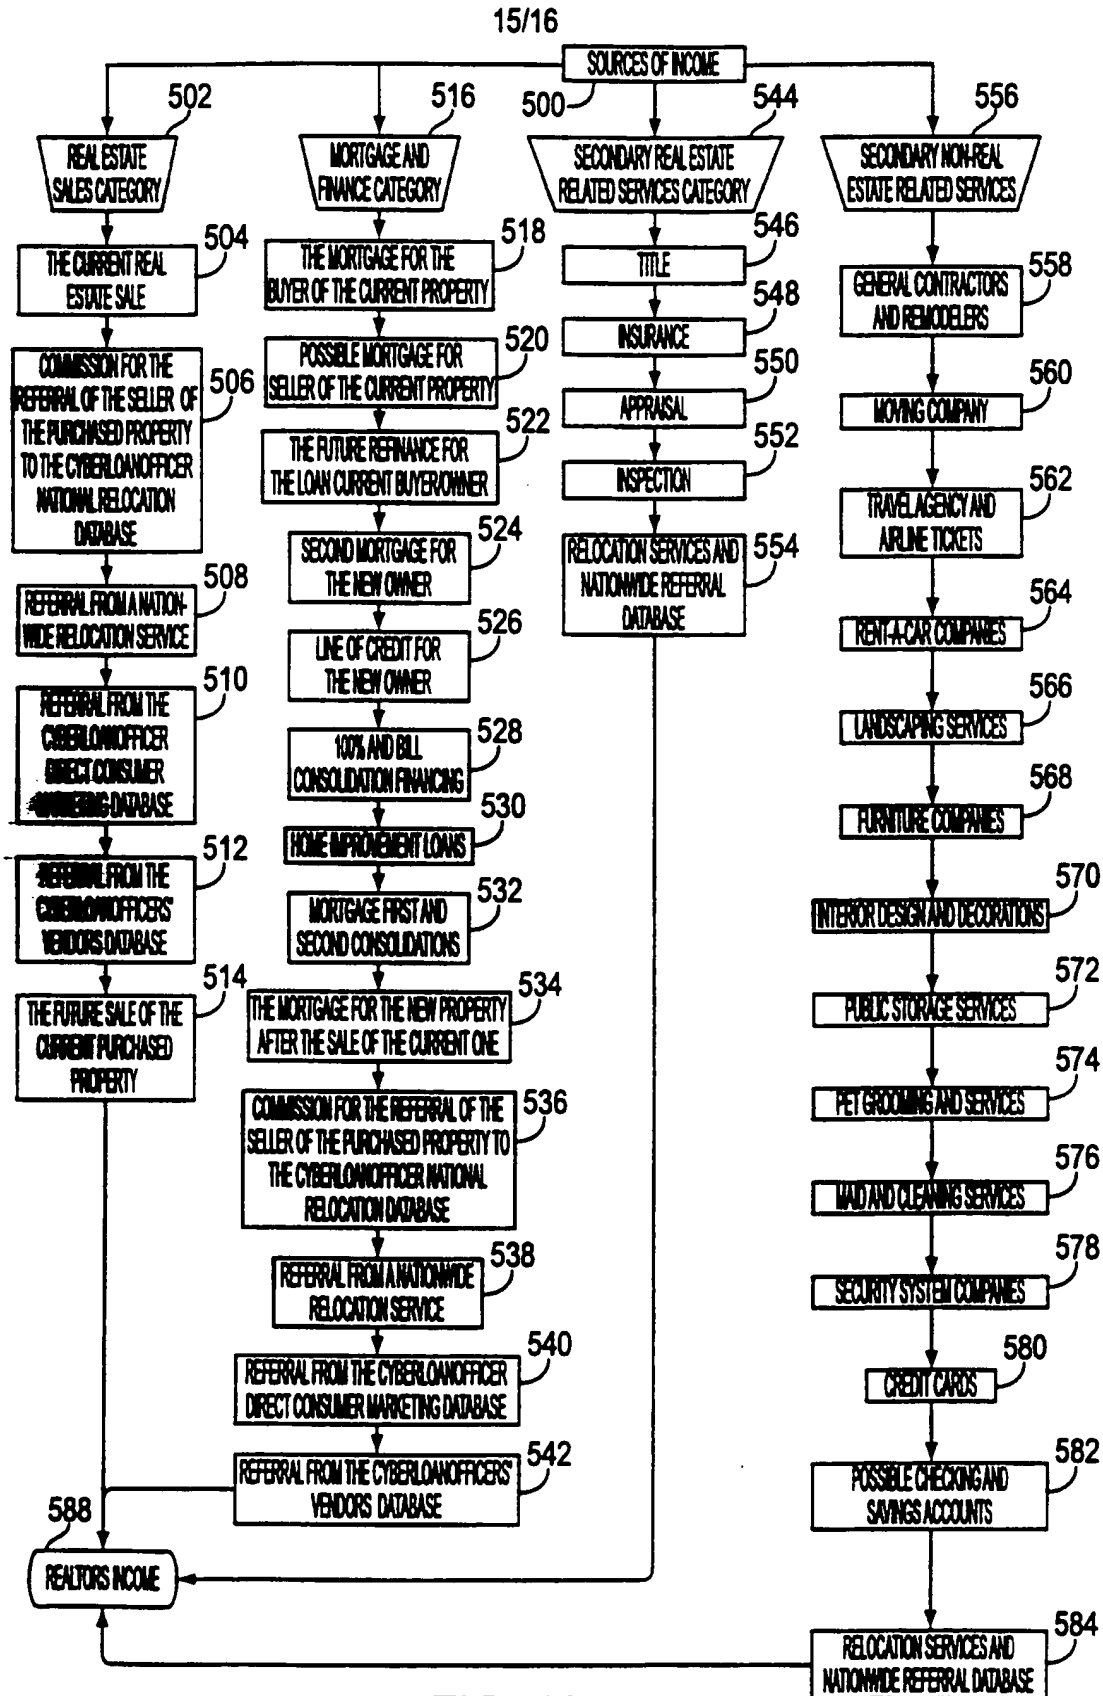 15/16
SOURCES OF INCOME
500
502
REAL ESTATE
SALES CATEGORY
504
THE CURRENT REAL
ESTATE SALE
506
COMMISSION FOR THE
REFERRAL OF THE SELLER OF
THE PURCHASED PROPERTY
TO THE CYBERLOANOFFICER
NATIONAL RELOCATION
DATABASE
508
REFERRAL FROM A NATION-
WIDE RELOCATION SERVICE
510
REFERRAL FROM THE
CYBERLOANOFFICER
DIRECT CONSUMER
MARKETING DATABASE
512
REFERRAL FROM THE
CYBERLOANOFFICERS'
VENDORS DATABASE
514
THE FUTURE SALE OF THE
CURRENT PURCHASED
PROPERTY
516
MORTGAGE AND
FINANCE CATEGORY
518
THE MORTGAGE FOR THE
BUYER OF THE CURRENT PROPERTY
520
POSSIBLE MORTGAGE FOR
SELLER OF THE CURRENT PROPERTY
522
THE FUTURE REFINANCE FOR
THE LOAN CURRENT BUYER/OWNER
524
SECOND MORTGAGE FOR
THE NEW OWNER
526
LINE OF CREDIT FOR
THE NEW OWNER
528
100% AND BILL
CONSOLIDATION FINANCING
530
HOME IMPROVEMENT LOANS
532
MORTGAGE FIRST AND
SECOND CONSOLIDATIONS
534
THE MORTGAGE FOR THE NEW PROPERTY
AFTER THE SALE OF THE CURRENT ONE
536
COMMISSION FOR THE REFERRAL OF THE
SELLER OF THE PURCHASED PROPERTY TO
THE CYBERLOANOFFICER NATIONAL
RELOCATION DATABASE
538
REFERRAL FROM A NATIONWIDE
RELOCATION SERVICE
540
REFERRAL FROM THE CYBERLOANOFFICER
DIRECT CONSUMER MARKETING DATABASE
542
REFERRAL FROM THE CYBERLOANOFFICERS'
VENDORS DATABASE
544
SECONDARY REAL ESTATE
RELATED SERVICES CATEGORY
546
TITLE
548
INSURANCE
550
APPRAISAL
552
INSPECTION
554
RELOCATION SERVICES AND
NATIONWIDE REFERRAL
DATABASE
556
SECONDARY NON-REAL
ESTATE RELATED SERVICES
558
GENERAL CONTRACTORS
AND REMODELERS
560
MOVING COMPANY
562
TRAVEL AGENCY AND
AIRLINE TICKETS
564
RENT-A-CAR COMPANIES
566
LANDSCAPING SERVICES
568
FURNITURE COMPANIES
570
INTERIOR DESIGN AND DECORATIONS
572
PUBLIC STORAGE SERVICES
574
PET GROOMING AND SERVICES
576
MAID AND CLEANING SERVICES
578
SECURITY SYSTEM COMPANIES
580
CREDIT CARDS
582
POSSIBLE CHECKING AND
SAVINGS ACCOUNTS
584
RELOCATION SERVICES AND
NATIONWIDE REFERRAL DATABASE
588
REALTORS INCOME